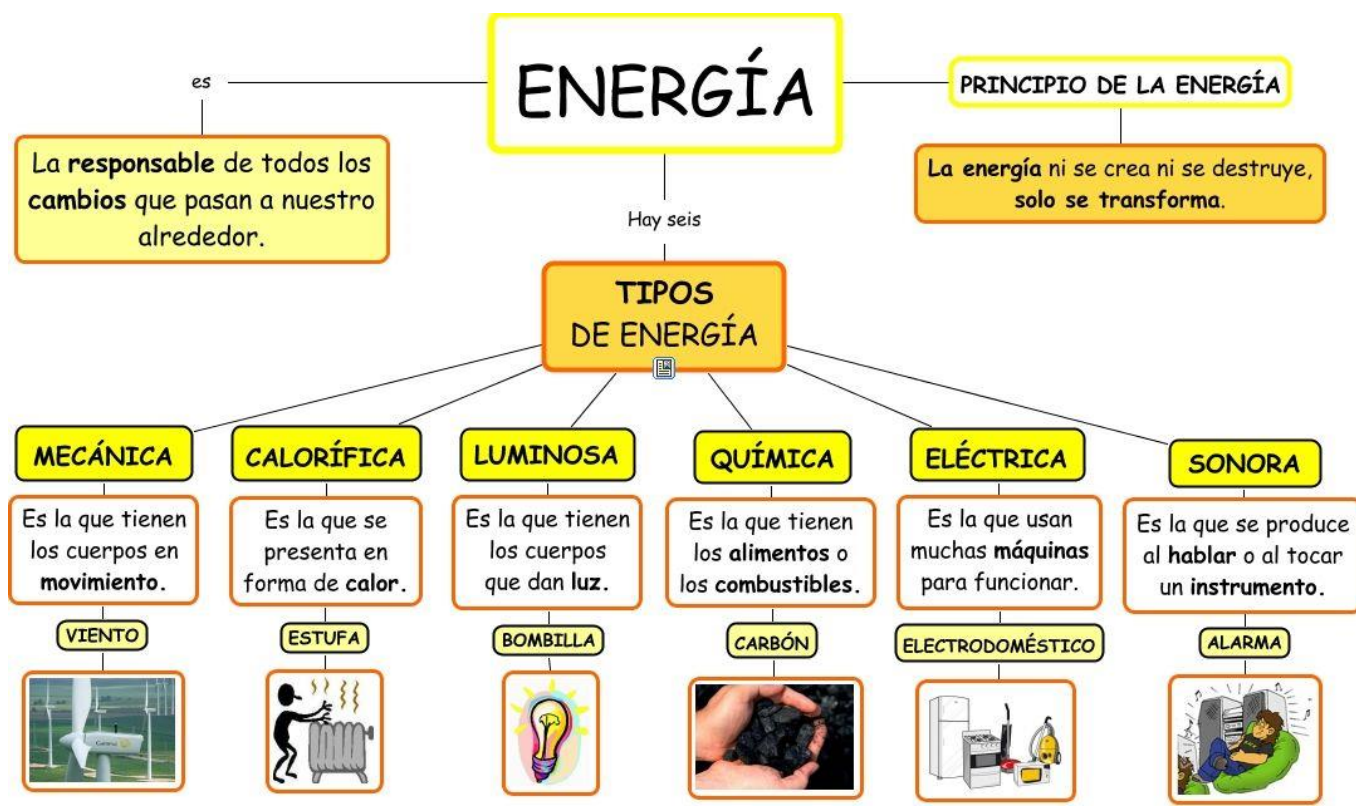 ENERGÍA
es
La responsable de todos los
cambios que pasan a nuestro
alrededor.
PRINCIPIO DE LA ENERGÍA
La energía ni se crea ni se destruye,
solo se transforma.
Hay seis
TIPOS
DE ENERGÍA
MECÁNICA
Es la que tienen
los cuerpos en
movimiento.
VIENTO
CALORÍFICA
Es la que se
presenta en
forma de calor.
ESTUFA
LUMINOSA
Es la que tienen
los cuerpos
que dan luz.
BOMBILLA
QUÍMICA
Es la que tienen
los alimentos o
los combustibles.
CARBÓN
ELÉCTRICA
Es la que usan
muchas máquinas
para funcionar.
ELECTRODOMÉSTICO
SONORA
Es la que se produce
al hablar o al tocar
un instrumento.
ALARMA